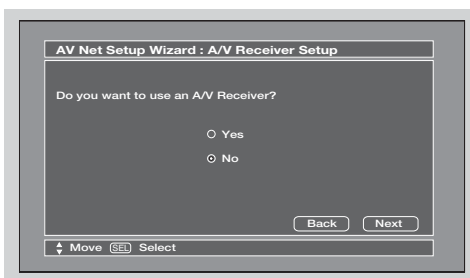 AV Net Setup Wizard : A/V Receiver Setup
Do you want to use an A/V Receiver?
Yes
No
Back Next
Move SEL Select